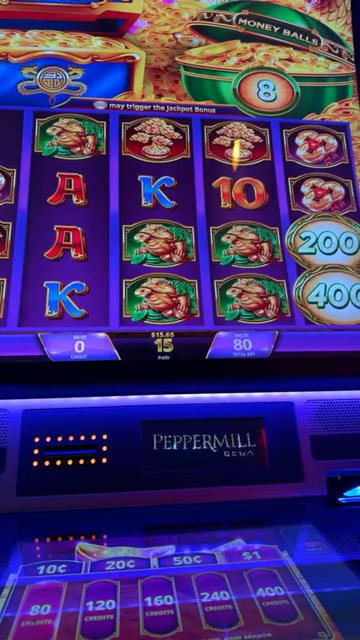 MONEY BALLS
8
may trigger the Jackpot Bonus
A K 10
A 200
K 400
$15.65
0 15 80
CREDIT PAID TOTAL BET
PEPPERMILL
RENO
10¢ 20¢ 50¢ $1
80 120 160 240 400
CREDITS CREDITS CREDITS CREDITS CREDITS